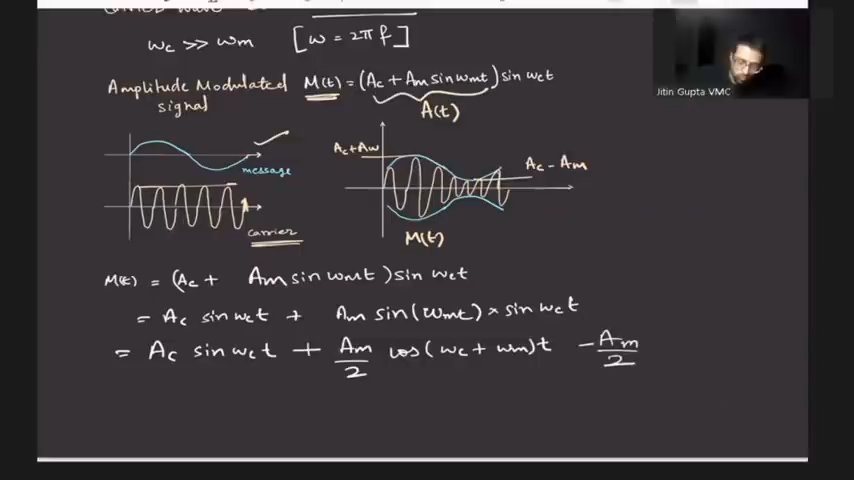 ωc >> ωm [ω = 2π f]
Jitin Gupta VMC
Amplitude Modulated signal M(t) = (Ac + Am sin ωmt) sin ωct
A(t)
Ac+Am
Ac - Am
message
carrier
M(t)
M(t) = (Ac + Am sin ωmt) sin ωct
= Ac sin ωct + Am sin(ωmt) × sin ωct
= Ac sin ωct + Am/2 cos(ωc + ωm)t - Am/2